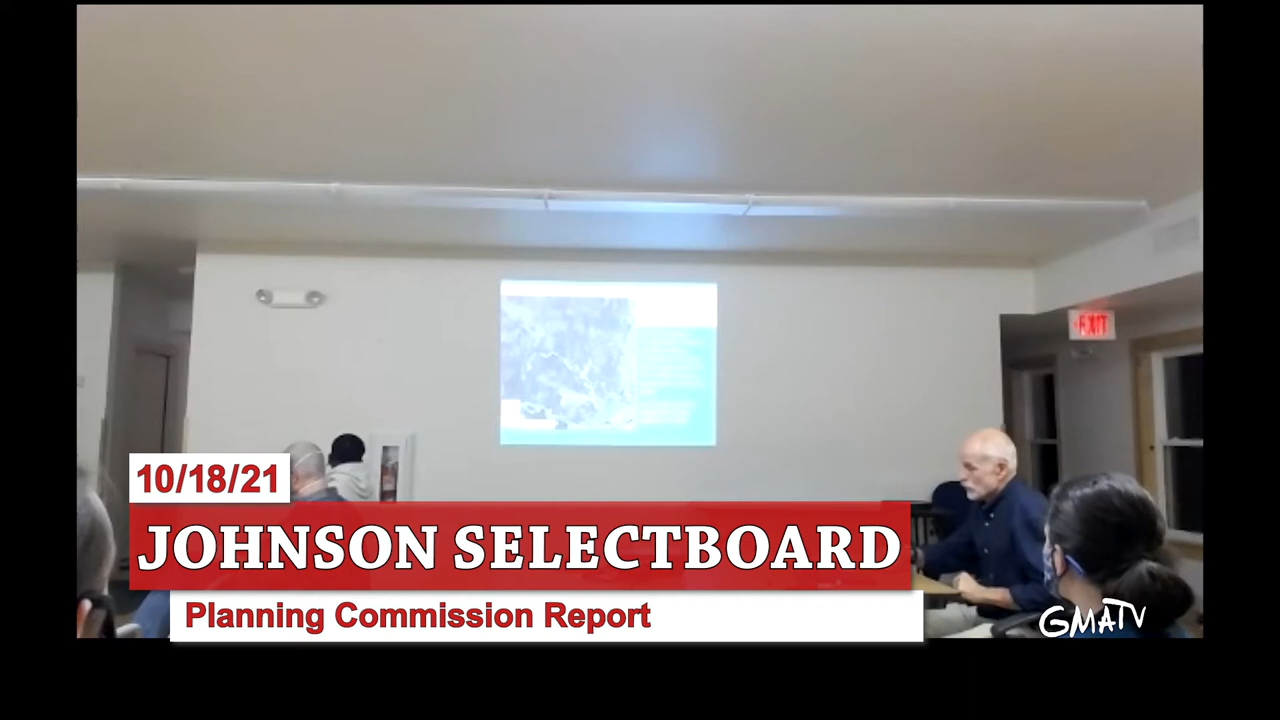 EXIT
10/18/21
JOHNSON SELECTBOARD
Planning Commission Report
GMATV